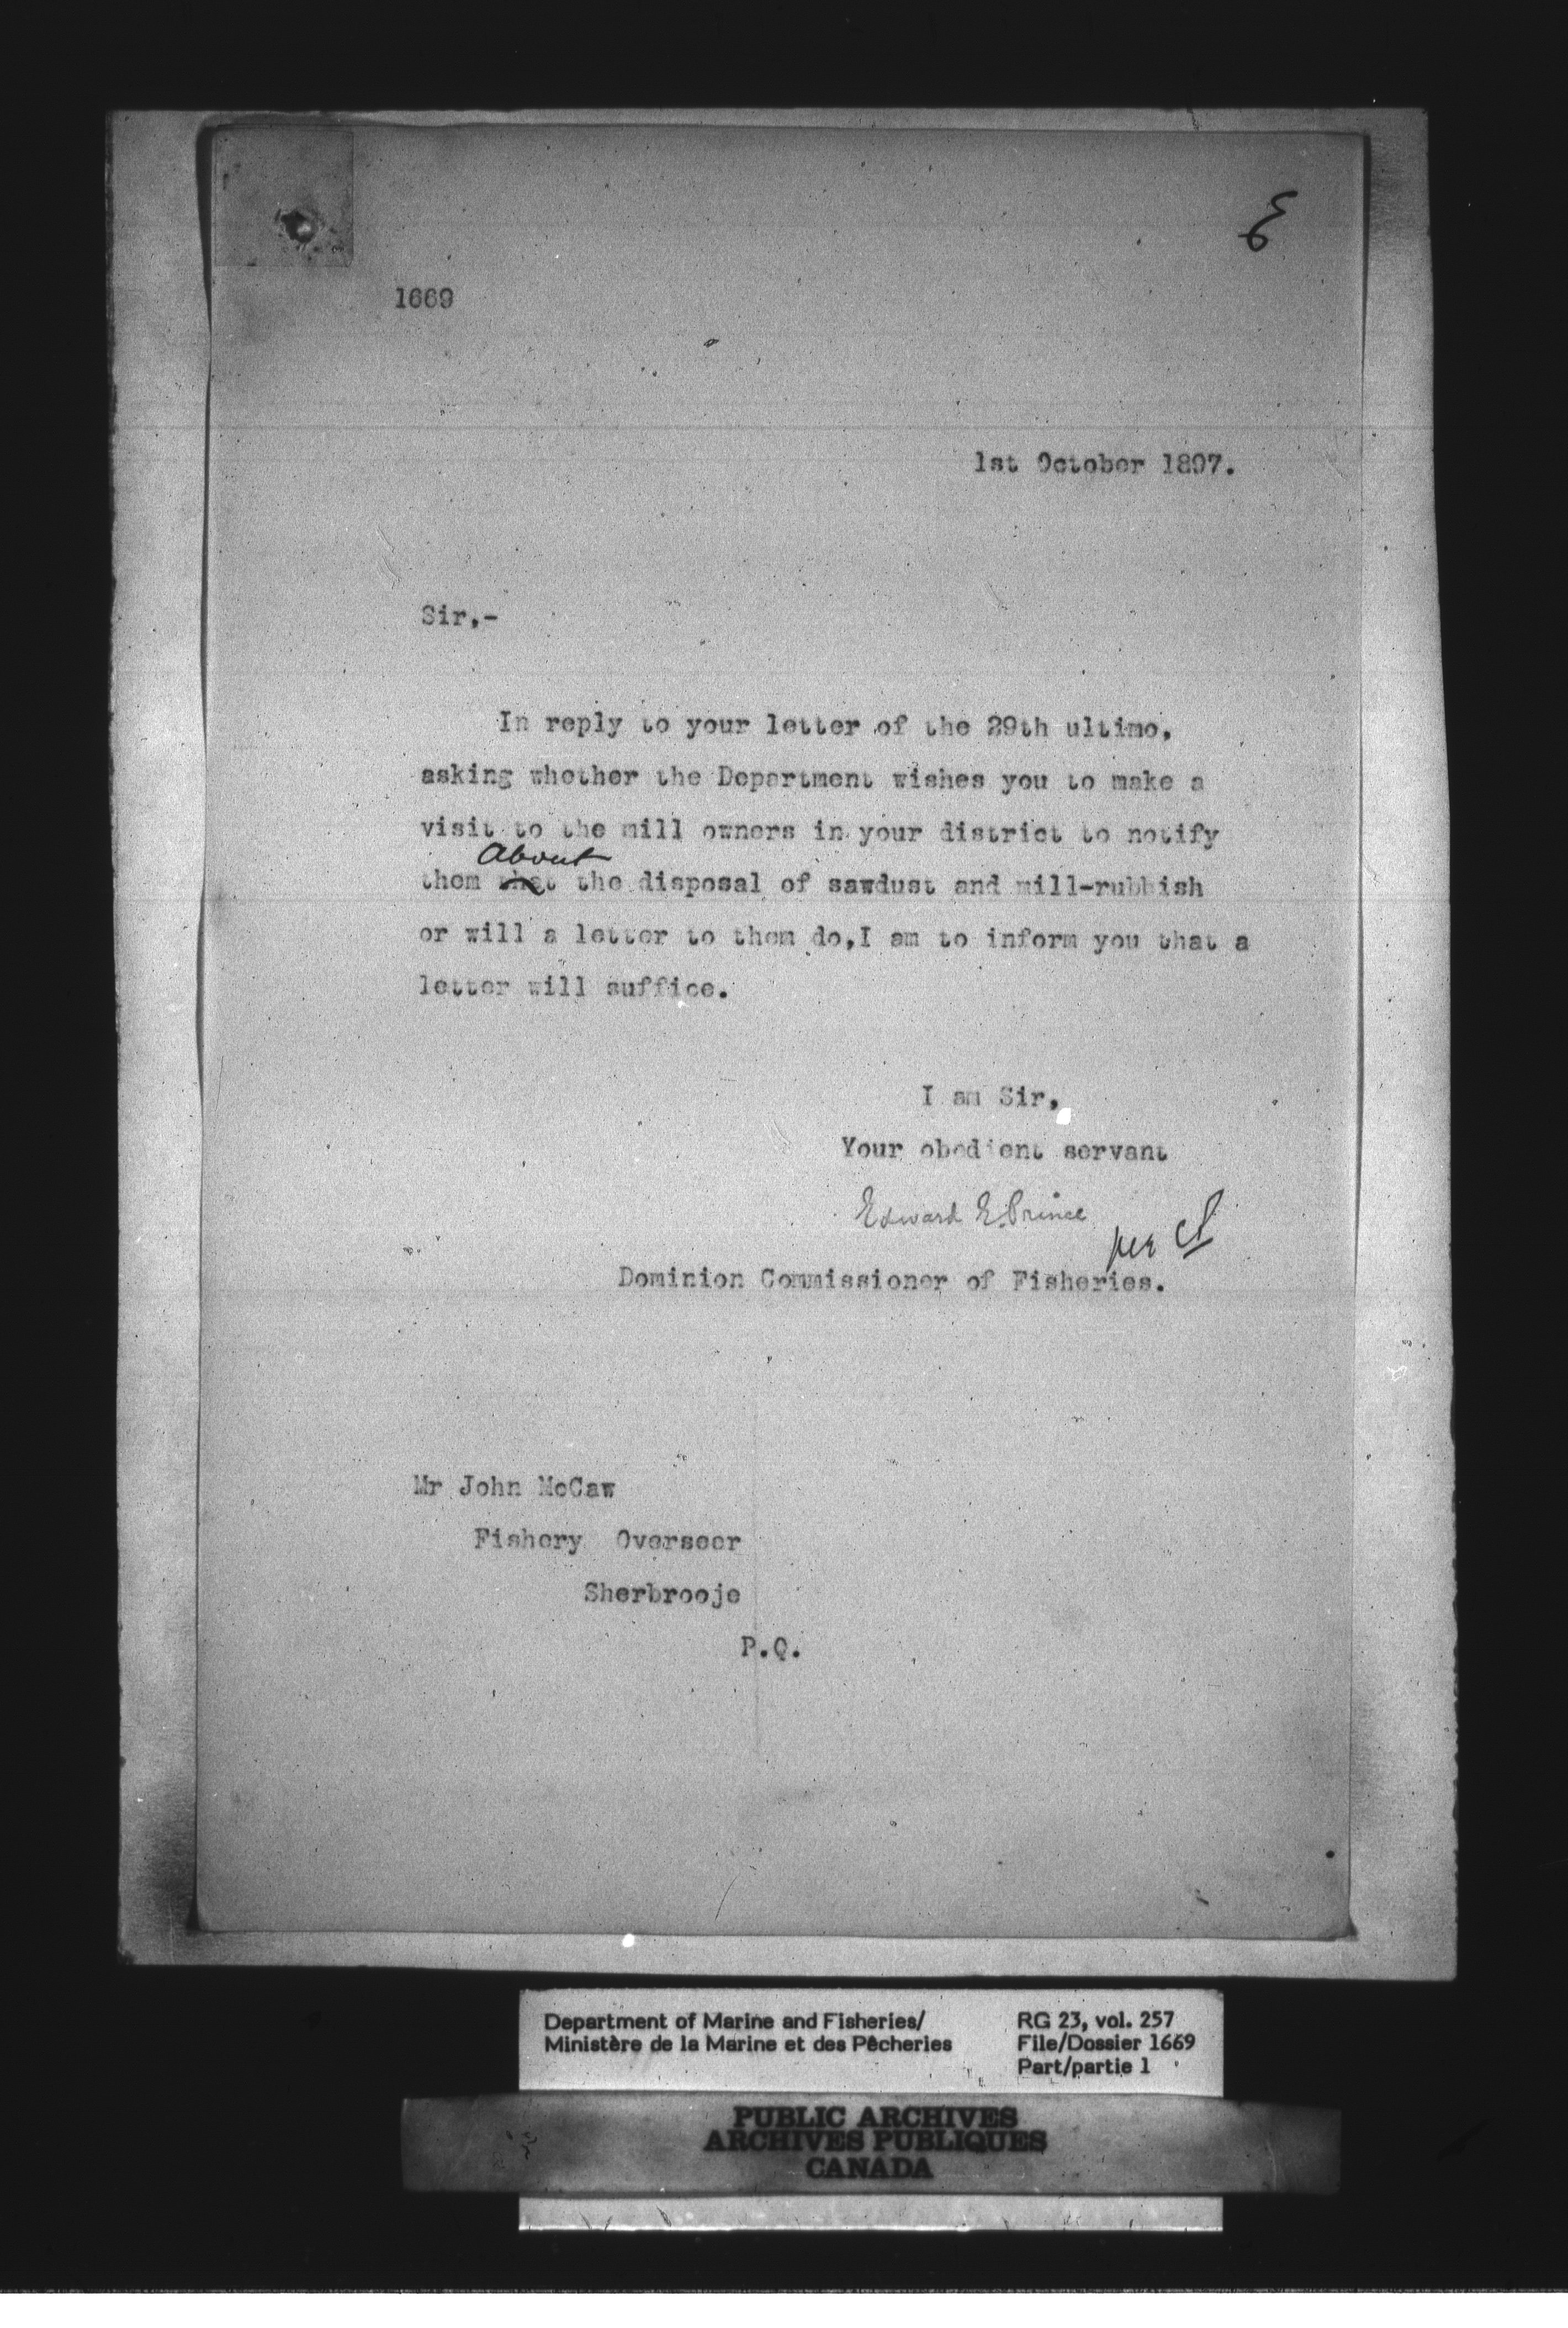 E
1669
1st October 1897.
Sir,-
In reply to your letter of the 29th ultimo,
asking whether the Department wishes you to make a
visit to the mill owners in your district to notify
about
them that the disposal of sawdust and mill-rubbish
or will a letter to them do,I am to inform you that a
letter will suffice.
I am Sir,
Your obedient servant
Edward E. Prince
per
Dominion Commissioner of Fisheries.
Mr John McCaw
Fishery Overseer
Sherbrooje
P.Q.
Department of Marine and Fisheries/ RG 23, vol. 257
Ministère de la Marine et des Pêcheries File/Dossier 1669
Part/partie 1
PUBLIC ARCHIVES
ARCHIVES PUBLIQUES
CANADA